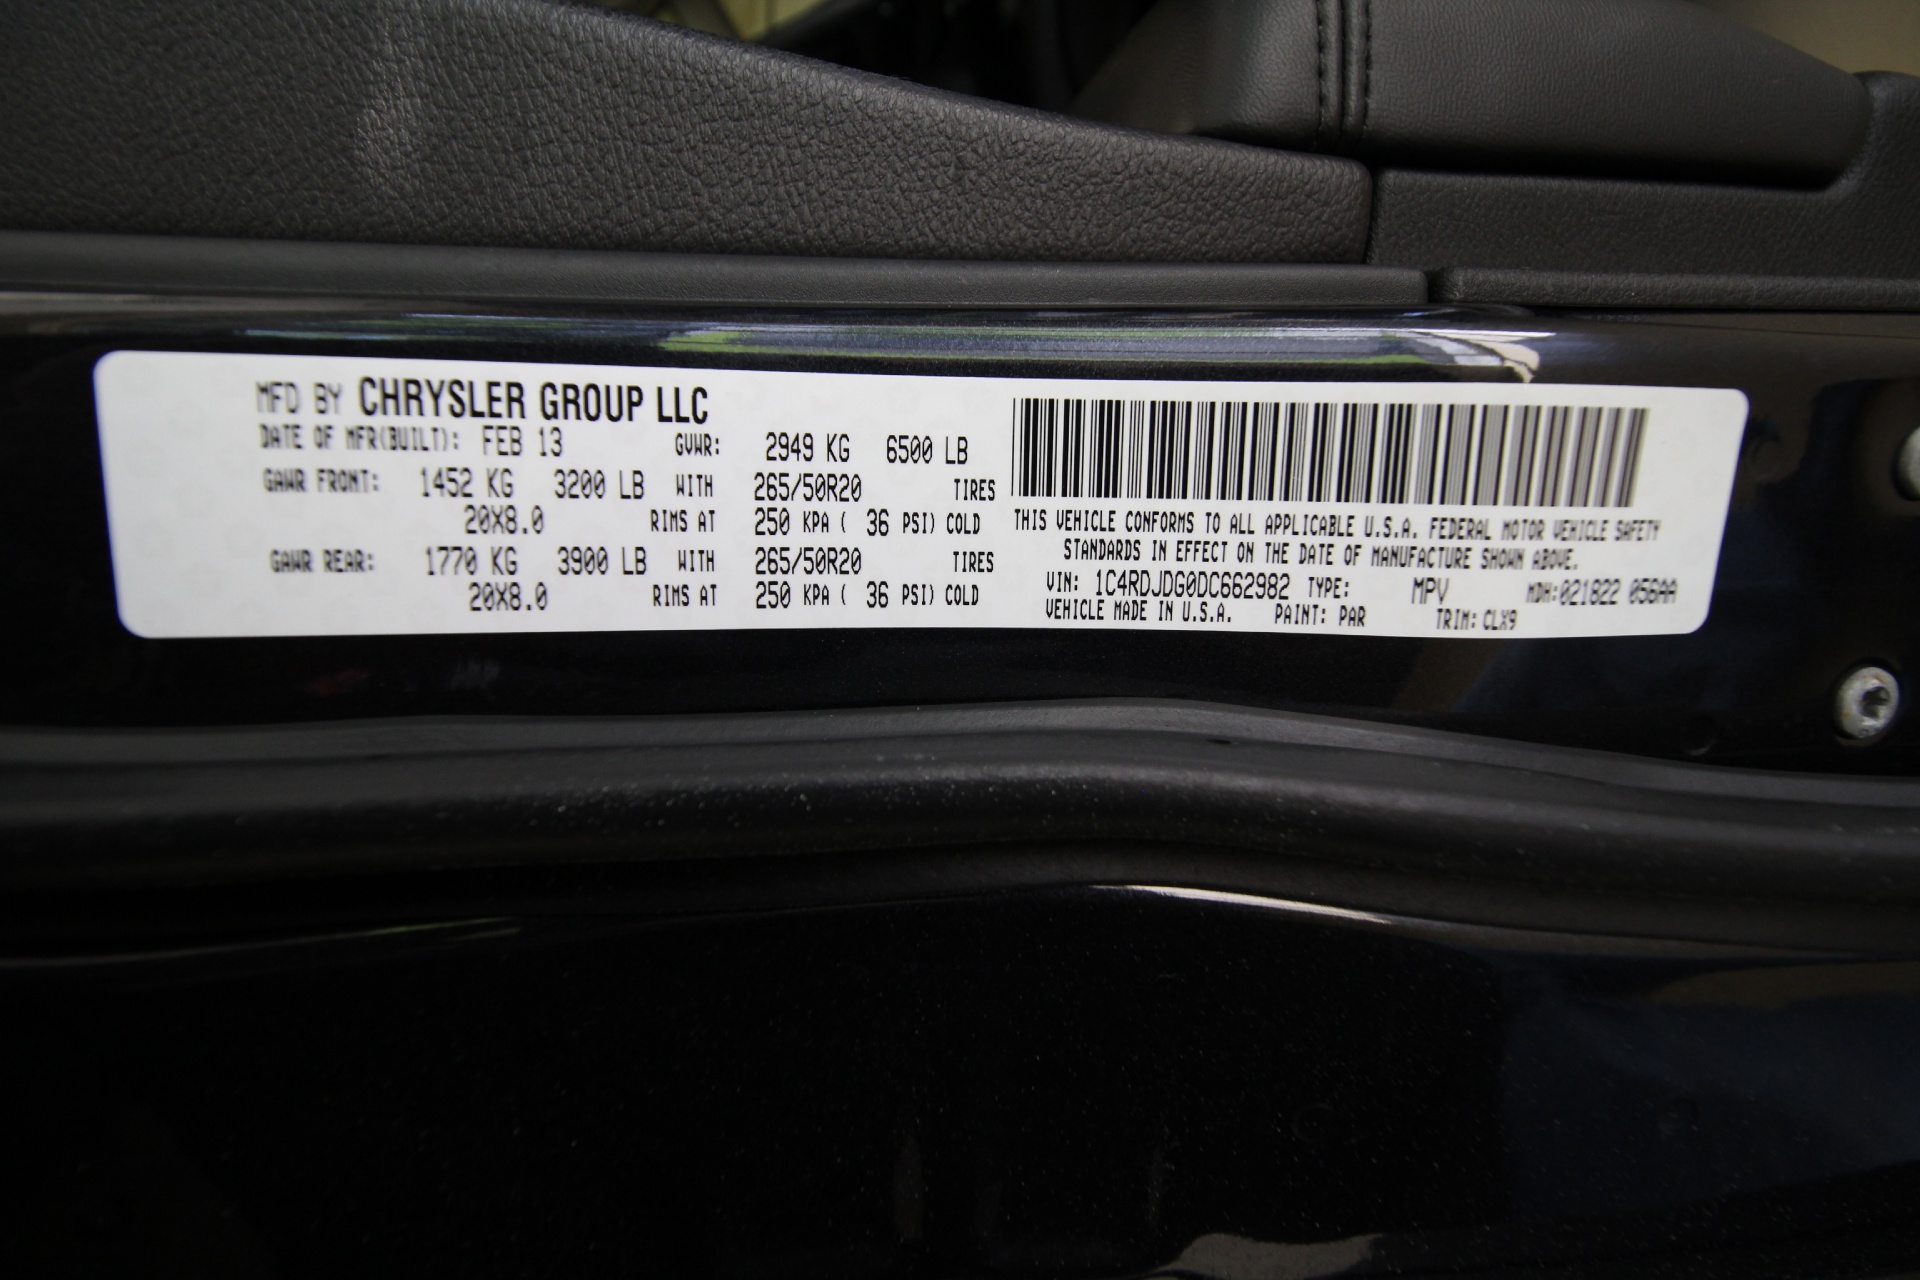 MFD BY CHRYSLER GROUP LLC
DATE OF MFR(BUILT): FEB 13 GVWR: 2949 KG 6500 LB
GAWR FRONT: 1452 KG 3200 LB WITH 265/50R20 TIRES
20X8.0 RIMS AT 250 KPA ( 36 PSI) COLD
GAWR REAR: 1770 KG 3900 LB WITH 265/50R20 TIRES
20X8.0 RIMS AT 250 KPA ( 36 PSI) COLD
THIS VEHICLE CONFORMS TO ALL APPLICABLE U.S.A. FEDERAL MOTOR VEHICLE SAFETY
STANDARDS IN EFFECT ON THE DATE OF MANUFACTURE SHOWN ABOVE.
VIN: 1C4RDJDG0DC662982 TYPE: MPV MDH:021822 056AA
VEHICLE MADE IN U.S.A. PAINT: PAR TRIM: CLX9